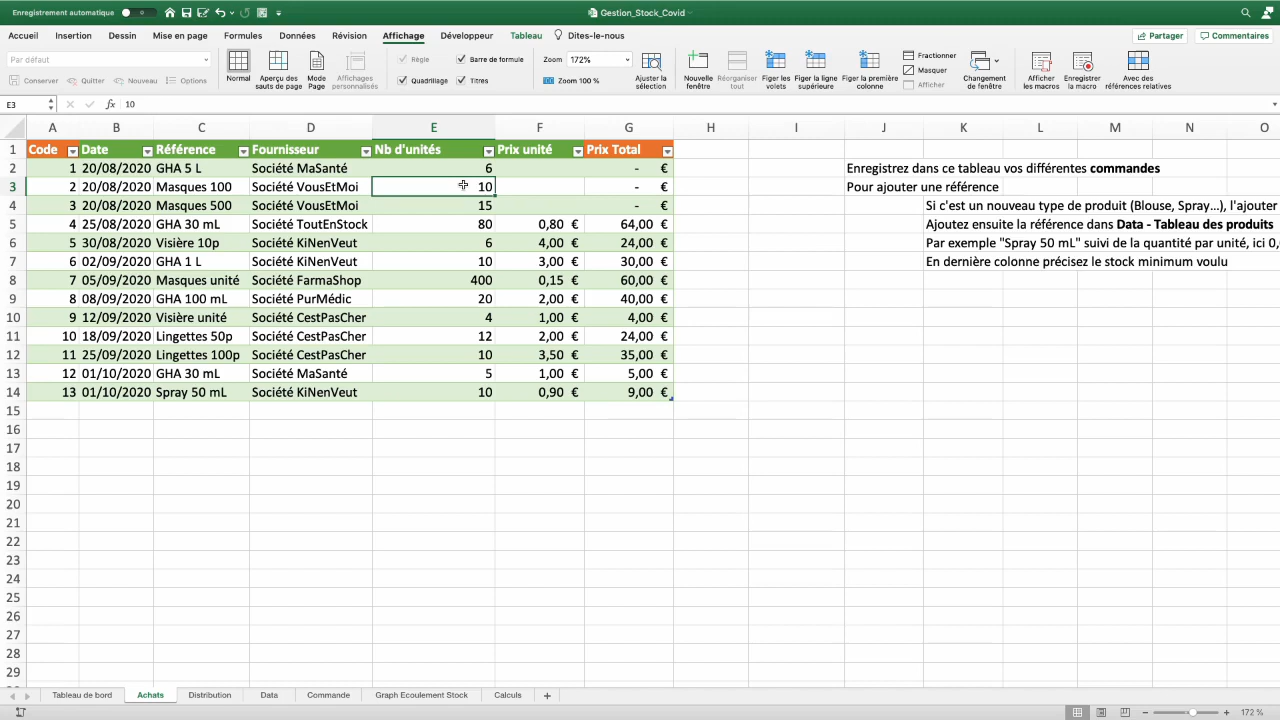 Enregistrement automatique
Gestion_Stock_Covid
Accueil Insertion Dessin Mise en page Formules Données Révision Affichage Développeur Tableau Dites-le-nous Partager Commentaires
Par défaut
Conserver Quitter Nouveau Options
Normal
Aperçu des sauts de page
Mode Page
Affichages personnalisés
Règle Barre de formule
Quadrillage Titres
Zoom 172%
Zoom 100 %
Ajuster la sélection
Nouvelle fenêtre
Réorganiser tout
Figer les volets
Figer la ligne supérieure
Figer la première colonne
Fractionner
Masquer
Afficher
Changement de fenêtre
Afficher les macros
Enregistrer la macro
Avec des références relatives
E3 fx 10
A B C D E F G H I J K L M N O
1 Code Date Référence Fournisseur Nb d'unités Prix unité Prix Total
2 1 20/08/2020 GHA 5 L Société MaSanté 6 - € Enregistrez dans ce tableau vos différentes commandes
3 2 20/08/2020 Masques 100 Société VousEtMoi 10 - € Pour ajouter une référence
4 3 20/08/2020 Masques 500 Société VousEtMoi 15 - € Si c'est un nouveau type de produit (Blouse, Spray...), l'ajouter
5 4 25/08/2020 GHA 30 mL Société ToutEnStock 80 0,80 € 64,00 € Ajoutez ensuite la référence dans Data - Tableau des produits
6 5 30/08/2020 Visière 10p Société KiNenVeut 6 4,00 € 24,00 € Par exemple "Spray 50 mL" suivi de la quantité par unité, ici 0,
7 6 02/09/2020 GHA 1 L Société KiNenVeut 10 3,00 € 30,00 € En dernière colonne précisez le stock minimum voulu
8 7 05/09/2020 Masques unité Société FarmaShop 400 0,15 € 60,00 €
9 8 08/09/2020 GHA 100 mL Société PurMédic 20 2,00 € 40,00 €
10 9 12/09/2020 Visière unité Société CestPasCher 4 1,00 € 4,00 €
11 10 18/09/2020 Lingettes 50p Société CestPasCher 12 2,00 € 24,00 €
12 11 25/09/2020 Lingettes 100p Société CestPasCher 10 3,50 € 35,00 €
13 12 01/10/2020 GHA 30 mL Société MaSanté 5 1,00 € 5,00 €
14 13 01/10/2020 Spray 50 mL Société KiNenVeut 10 0,90 € 9,00 €
15
16
17
18
19
20
21
22
23
24
25
26
27
28
29
Tableau de bord Achats Distribution Data Commande Graph Ecoulement Stock Calculs +
172 %